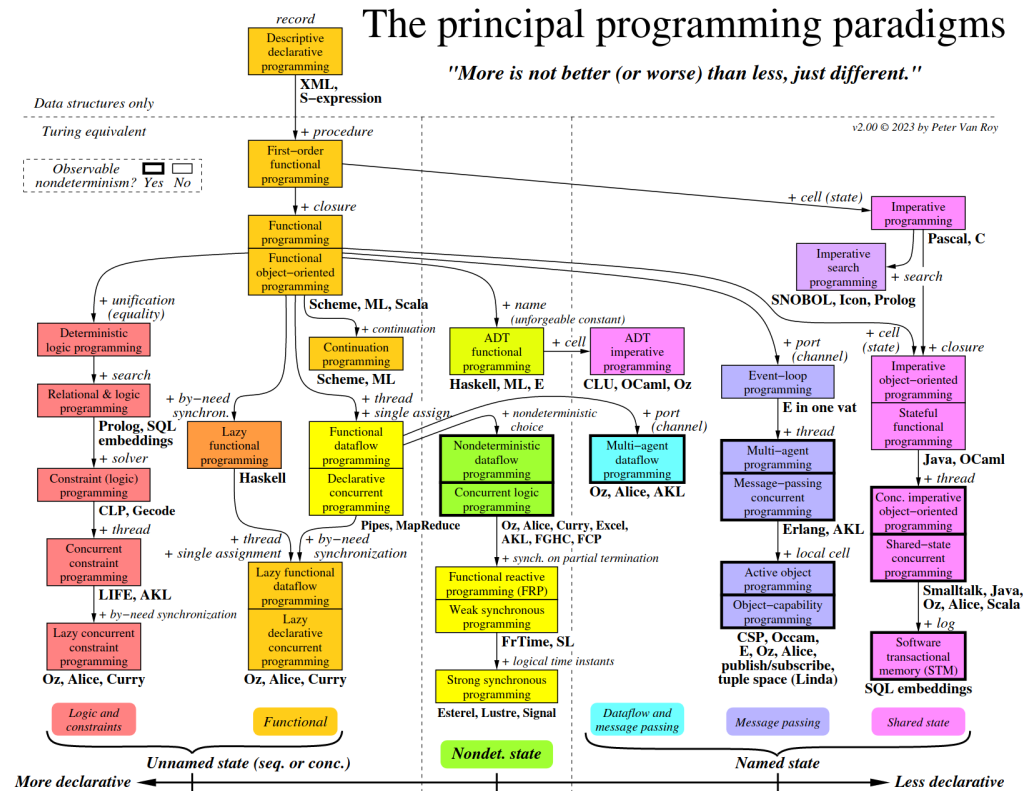 The principal programming paradigms
"More is not better (or worse) than less, just different."
v2.00 © 2023 by Peter Van Roy
record
Descriptive
declarative
programming
XML,
S−expression
Data structures only
Turing equivalent
+ procedure
Observable
nondeterminism? Yes No
First−order
functional
programming
+ closure
Functional
programming
Functional
object−oriented
programming
Scheme, ML, Scala
+ cell (state)
Imperative
programming
Pascal, C
Imperative
search
programming
+ search
SNOBOL, Icon, Prolog
+ unification
(equality)
Deterministic
logic programming
+ search
Relational & logic
programming
Prolog, SQL
embeddings
+ solver
Constraint (logic)
programming
CLP, Gecode
+ thread
Concurrent
constraint
programming
LIFE, AKL
+ by−need synchronization
Lazy concurrent
constraint
programming
Oz, Alice, Curry
+ continuation
Continuation
programming
Scheme, ML
+ by−need
synchron.
Lazy
functional
programming
Haskell
+ thread
+ single assign.
Functional
dataflow
programming
Declarative
concurrent
programming
Pipes, MapReduce
+ thread
+ single assignment
+ by−need
synchronization
Lazy functional
dataflow
programming
Lazy
declarative
concurrent
programming
Oz, Alice, Curry
+ name
(unforgeable constant)
ADT
functional
programming
Haskell, ML, E
+ cell
ADT
imperative
programming
CLU, OCaml, Oz
+ nondeterministic
choice
Nondeterministic
dataflow
programming
Concurrent logic
programming
Oz, Alice, Curry, Excel,
AKL, FGHC, FCP
+ synch. on partial termination
Functional reactive
programming (FRP)
Weak synchronous
programming
FrTime, SL
+ logical time instants
Strong synchronous
programming
Esterel, Lustre, Signal
+ port
(channel)
Multi−agent
dataflow
programming
Oz, Alice, AKL
+ port
(channel)
Event−loop
programming
E in one vat
+ thread
Multi−agent
programming
Message−passing
concurrent
programming
Erlang, AKL
+ local cell
Active object
programming
Object−capability
programming
CSP, Occam,
E, Oz, Alice,
publish/subscribe,
tuple space (Linda)
+ cell
(state)
+ closure
Imperative
object−oriented
programming
Stateful
functional
programming
Java, OCaml
+ thread
Conc. imperative
object−oriented
programming
Shared−state
concurrent
programming
Smalltalk, Java,
Oz, Alice, Scala
+ log
Software
transactional
memory (STM)
SQL embeddings
Logic and
constraints
Functional
Nondet. state
Dataflow and
message passing
Message passing
Shared state
Unnamed state (seq. or conc.)
Named state
More declarative
Less declarative